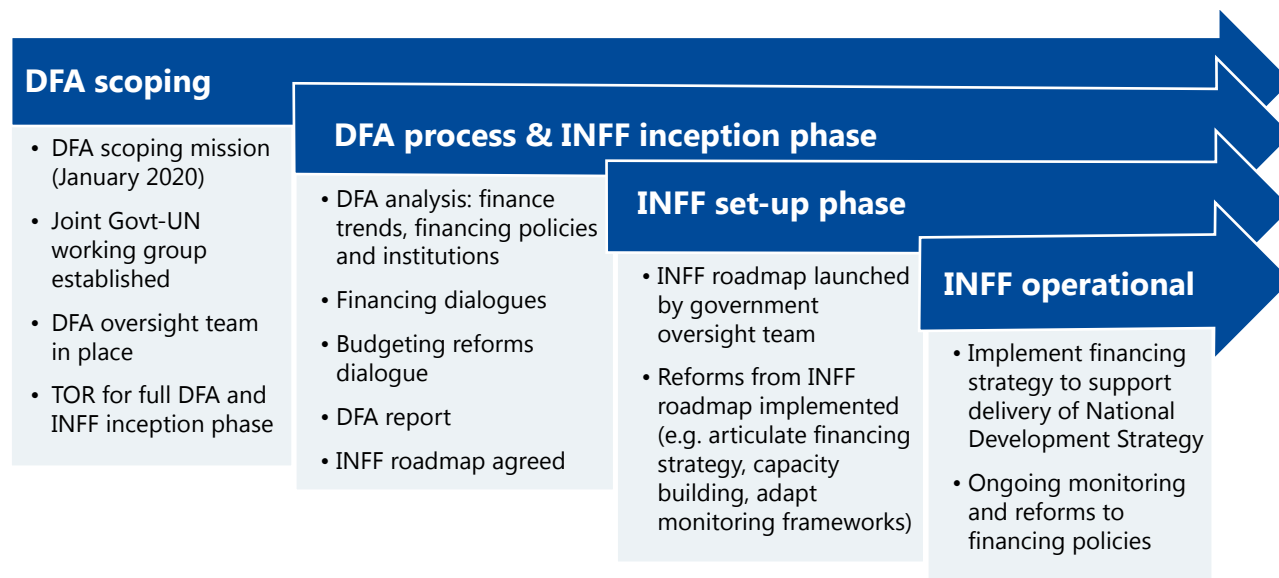 DFA scoping
• DFA scoping mission
(January 2020)
• Joint Govt-UN
working group
established
• DFA oversight team
in place
• TOR for full DFA and
INFF inception phase
DFA process & INFF inception phase
• DFA analysis: finance
trends, financing policies
and institutions
• Financing dialogues
• Budgeting reforms
dialogue
• DFA report
• INFF roadmap agreed
INFF set-up phase
• INFF roadmap launched
by government
oversight team
• Reforms from INFF
roadmap implemented
(e.g. articulate financing
strategy, capacity
building, adapt
monitoring frameworks)
INFF operational
• Implement financing
strategy to support
delivery of National
Development Strategy
• Ongoing monitoring
and reforms to
financing policies